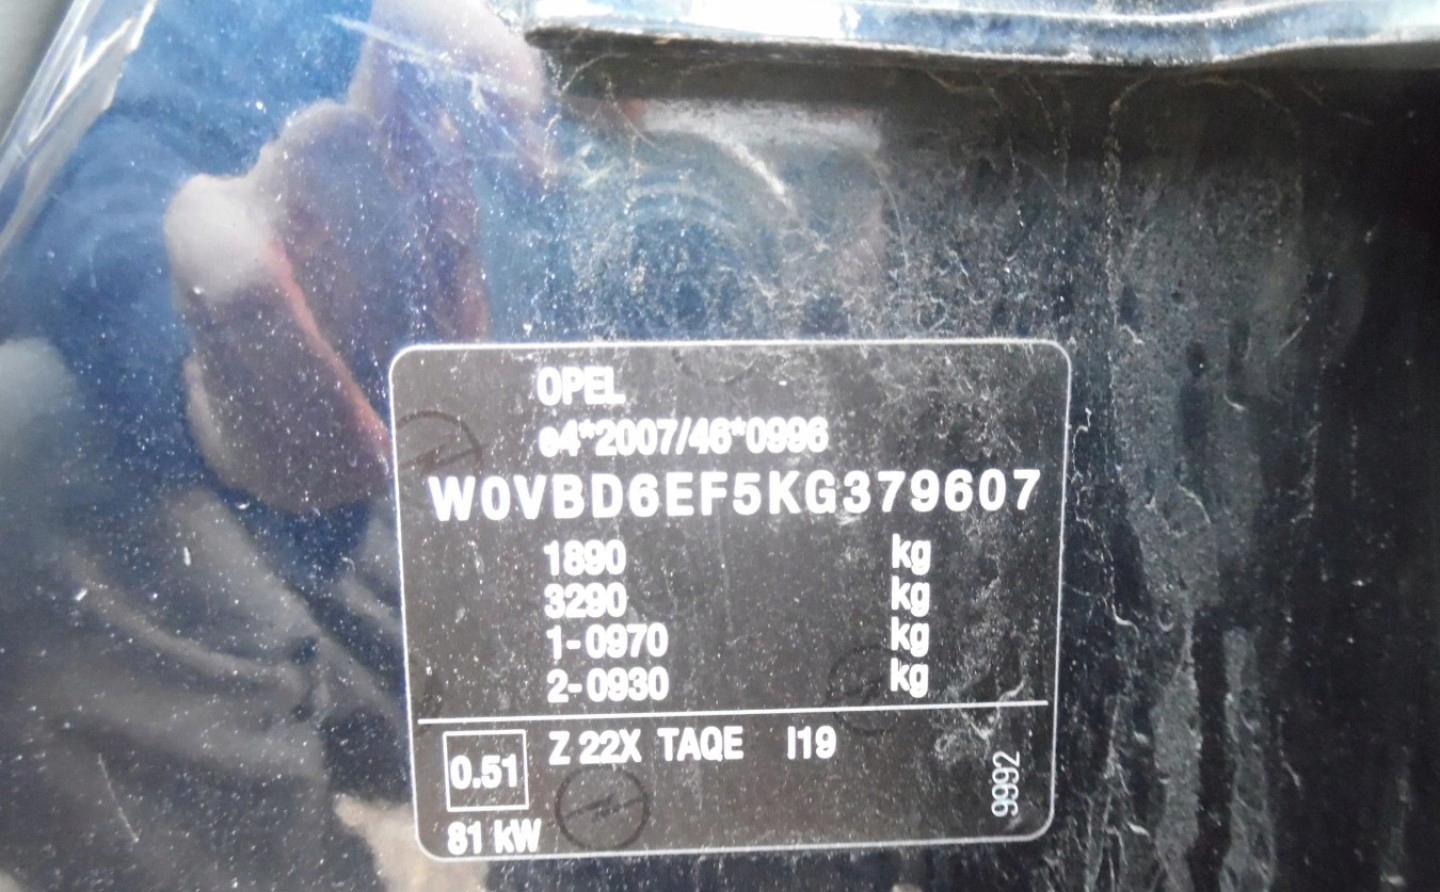 OPEL
e4*2007/46*0996
W0VBD6EF5KG379607
1890 kg
3290 kg
1-0970 kg
2-0930 kg
0.51 Z 22X TAQE I19
81 kW
9992